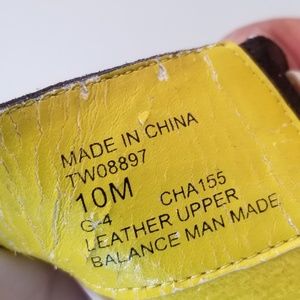 MADE IN CHINA
TW08897
10M
G-4 CHA155
LEATHER UPPER
BALANCE MAN MADE